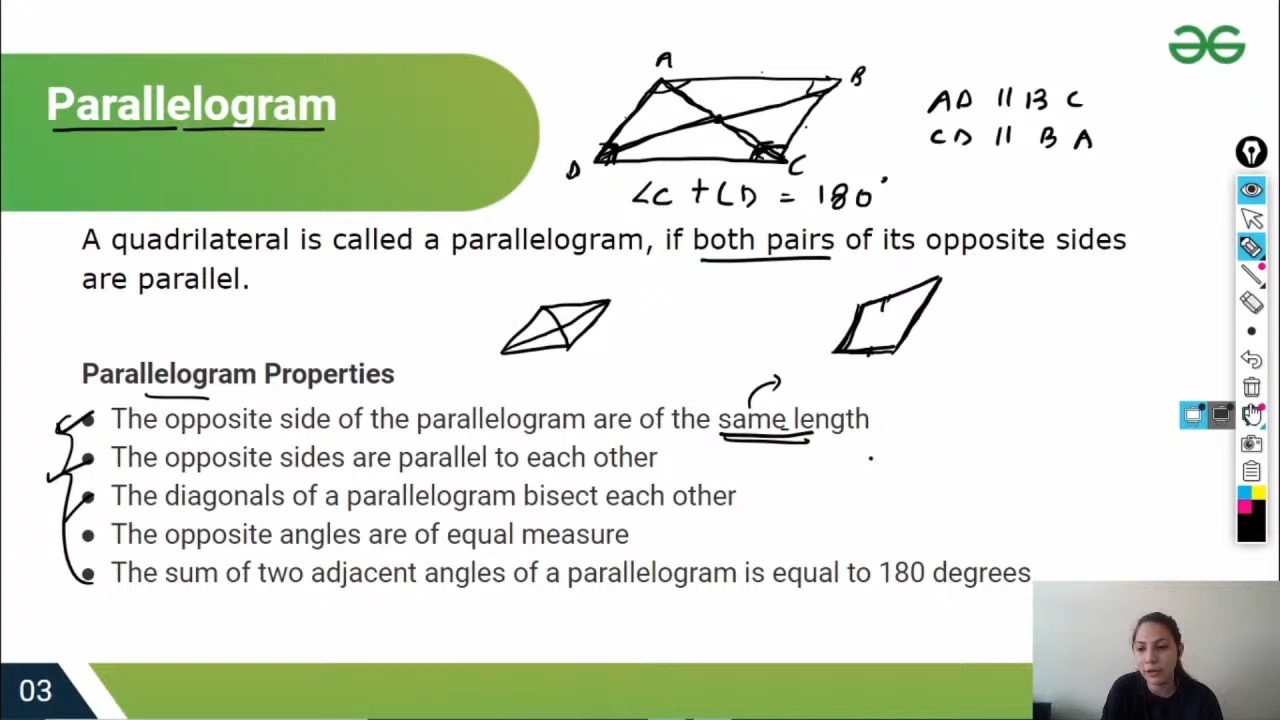 Parallelogram
A
B
D
C
AD || B C
CD || B A
∠C + ∠D = 180°
A quadrilateral is called a parallelogram, if both pairs of its opposite sides
are parallel.
Parallelogram Properties
• The opposite side of the parallelogram are of the same length
• The opposite sides are parallel to each other
• The diagonals of a parallelogram bisect each other
• The opposite angles are of equal measure
• The sum of two adjacent angles of a parallelogram is equal to 180 degrees
03